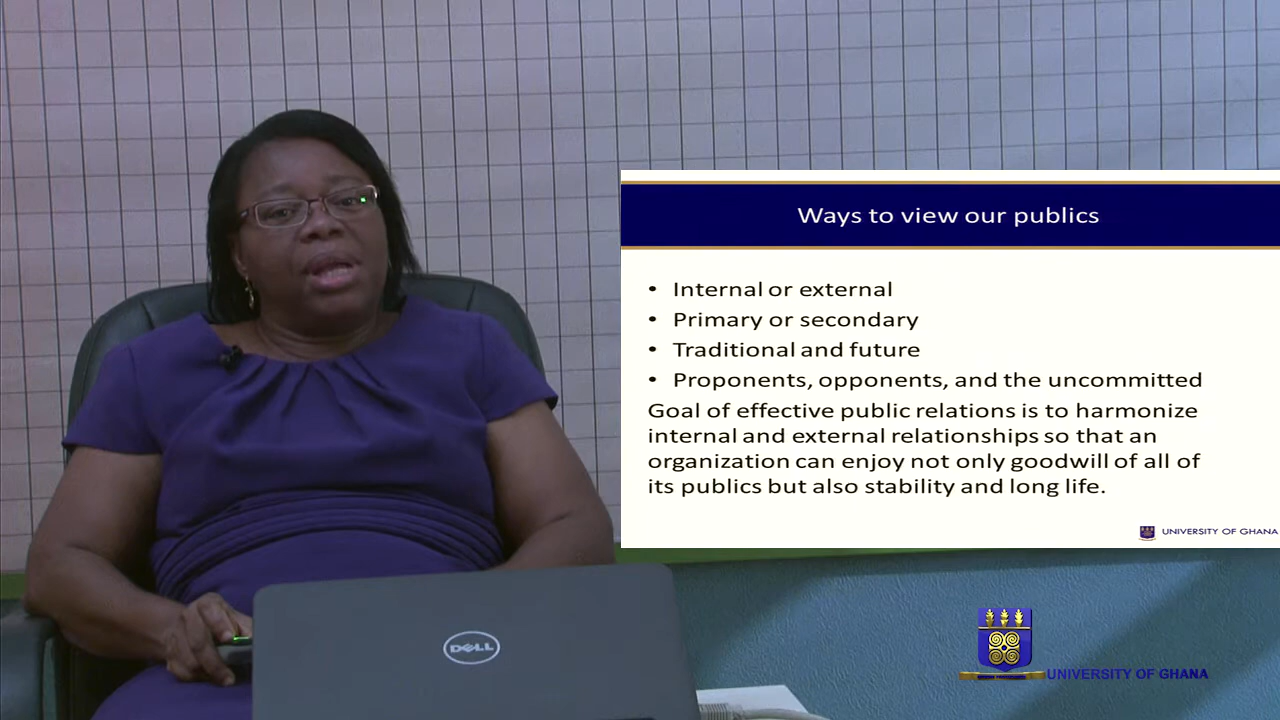 Ways to view our publics
• Internal or external
• Primary or secondary
• Traditional and future
• Proponents, opponents, and the uncommitted
Goal of effective public relations is to harmonize
internal and external relationships so that an
organization can enjoy not only goodwill of all of
its publics but also stability and long life.
UNIVERSITY OF GHANA
DELL
UNIVERSITY OF GHANA